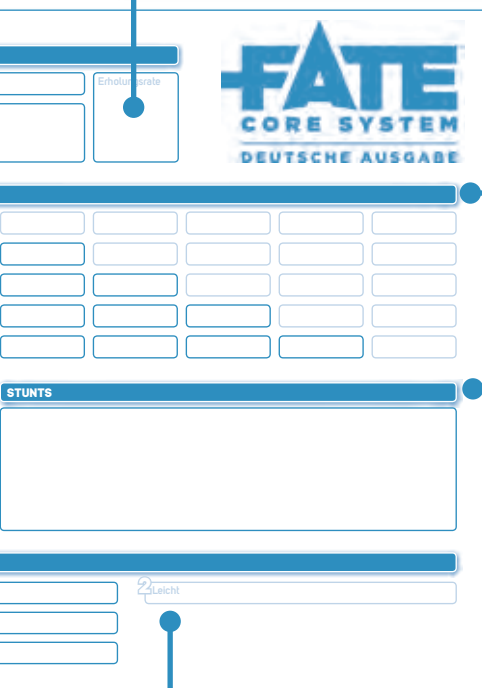 Erholungsrate
FATE
CORE SYSTEM
DEUTSCHE AUSGABE
STUNTS
2 Leicht